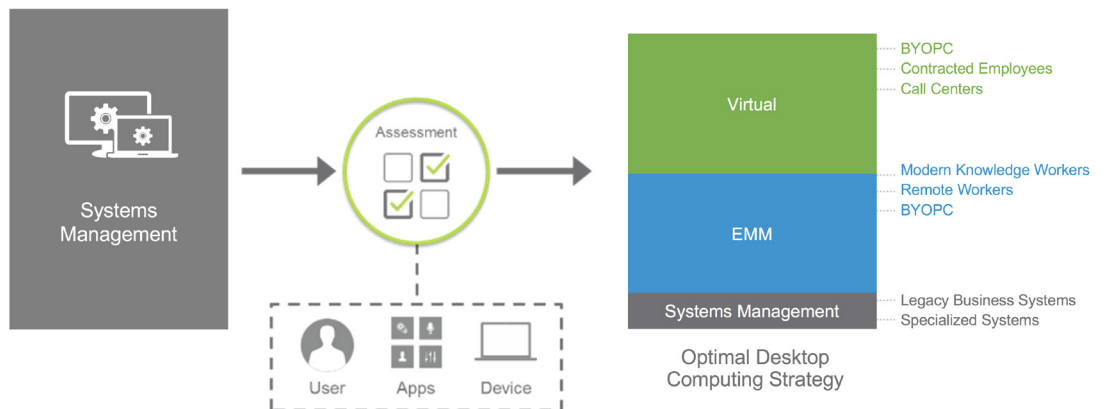 Systems
Management
Assessment
User
Apps
Device
Virtual
EMM
Systems Management
BYOPC
Contracted Employees
Call Centers
Modern Knowledge Workers
Remote Workers
BYOPC
Legacy Business Systems
Specialized Systems
Optimal Desktop
Computing Strategy